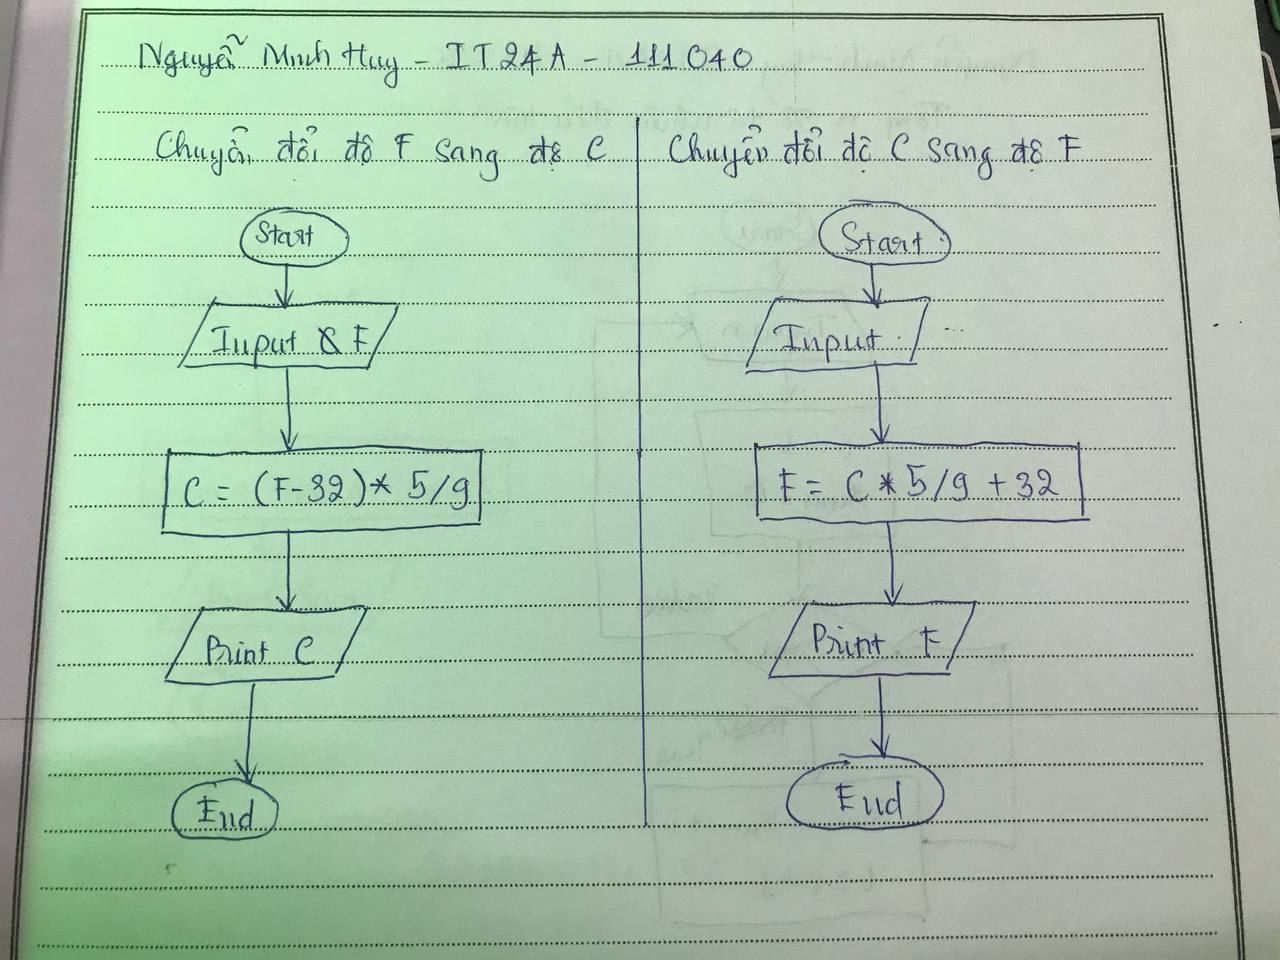 Nguyễn Minh Huy - IT24A - 111040
Chuyển đổi độ F sang độ C
Start
Input F
C = (F-32)* 5/9
Print C
End
Chuyển đổi độ C sang độ F
Start
Input
F = C * 5/9 + 32
Print F
End